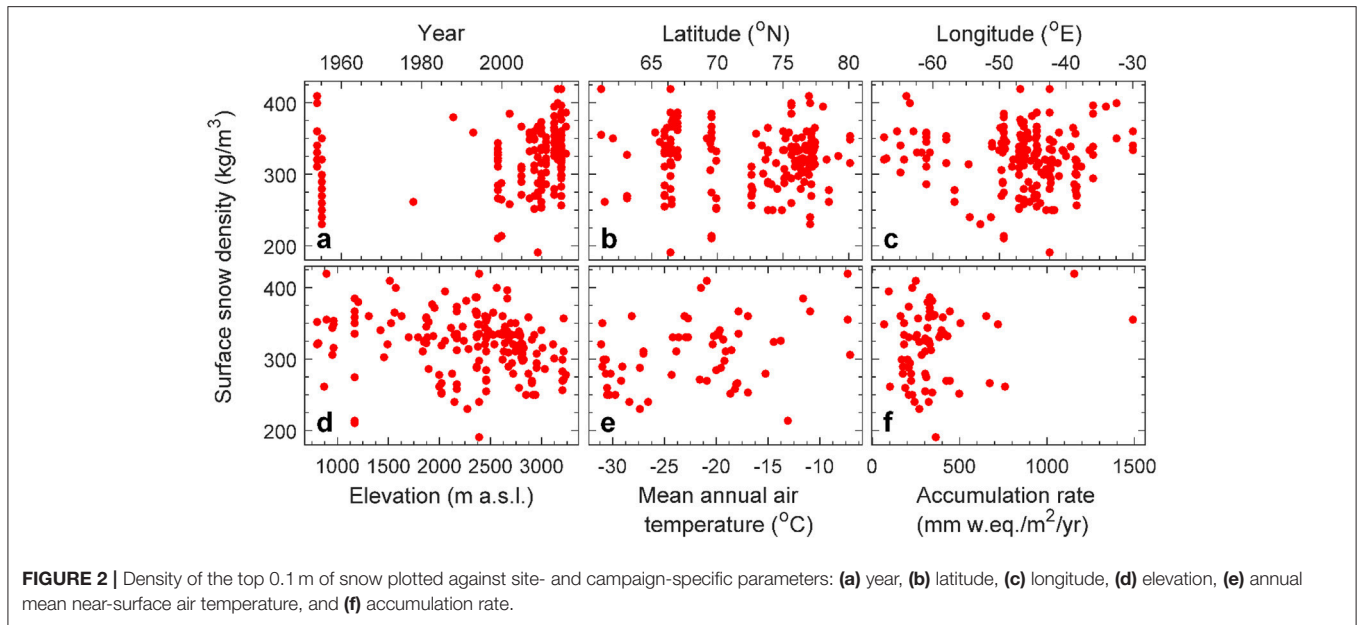 Year
Latitude (°N)
Longitude (°E)
1960 1980 2000
65 70 75 80
-60 -50 -40 -30
Surface snow density (kg/m³)
400
300
200
a
b
c
400
300
200
d
e
f
1000 1500 2000 2500 3000
-30 -25 -20 -15 -10
0 500 1000 1500
Elevation (m a.s.l.)
Mean annual air
temperature (°C)
Accumulation rate
(mm w.eq./m²/yr)
FIGURE 2 | Density of the top 0.1 m of snow plotted against site- and campaign-specific parameters: (a) year, (b) latitude, (c) longitude, (d) elevation, (e) annual
mean near-surface air temperature, and (f) accumulation rate.